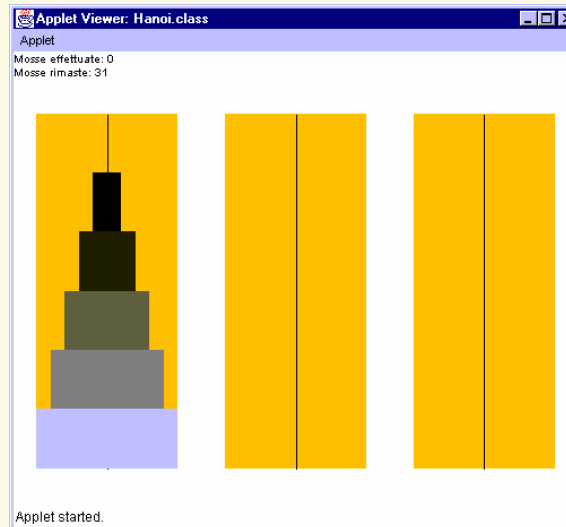 Applet Viewer: Hanoi.class
Applet
Mosse effettuate: 0
Mosse rimaste: 31
Applet started.